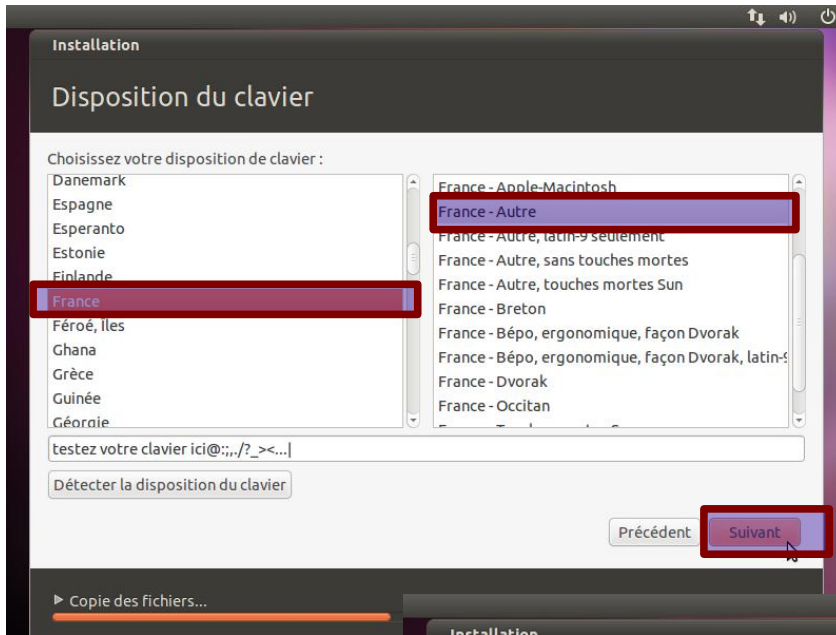 Installation
Disposition du clavier
Choisissez votre disposition de clavier :
Danemark
Espagne
Esperanto
Estonie
Finlande
France
Féroé, Îles
Ghana
Grèce
Guinée
Géorgie
France - Apple-Macintosh
France - Autre
France - Autre, latin-9 seulement
France - Autre, sans touches mortes
France - Autre, touches mortes Sun
France - Breton
France - Bépo, ergonomique, façon Dvorak
France - Bépo, ergonomique, façon Dvorak, latin-9
France - Dvorak
France - Occitan
testez votre clavier ici@:;,./?_><...|
Détecter la disposition du clavier
Précédent
Suivant
Copie des fichiers...
Installation